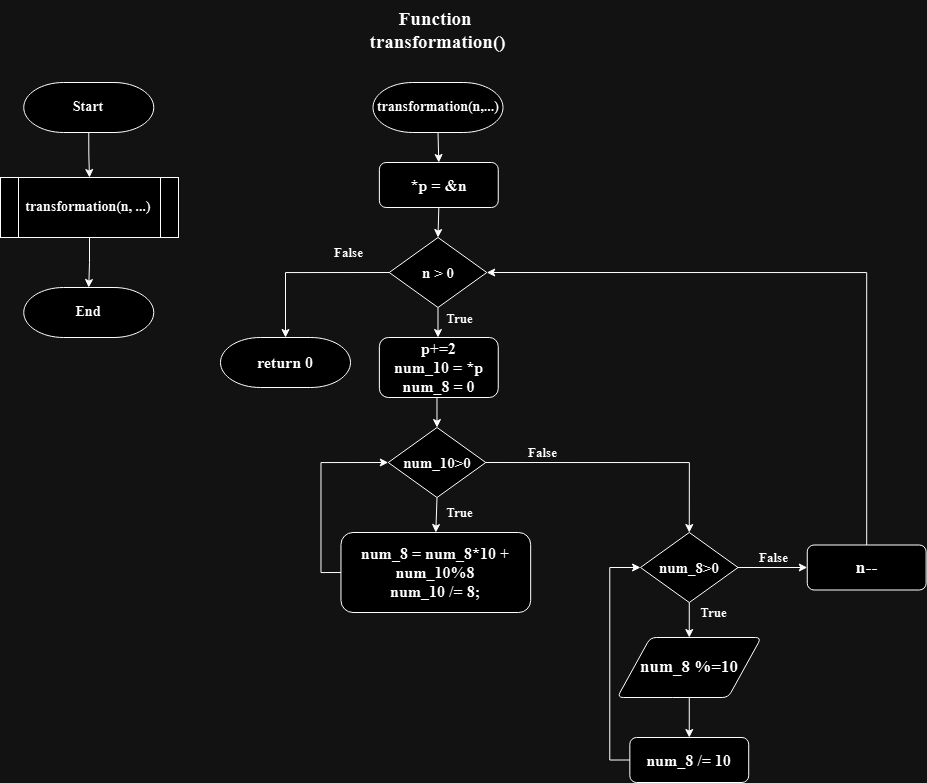 Function
transformation()
Start
transformation(n, ...)
End
transformation(n,...)
*p = &n
n > 0
False
True
return 0
p+=2
num_10 = *p
num_8 = 0
num_10>0
False
True
num_8 = num_8*10 +
num_10%8
num_10 /= 8;
num_8>0
False
True
n--
num_8 %=10
num_8 /= 10